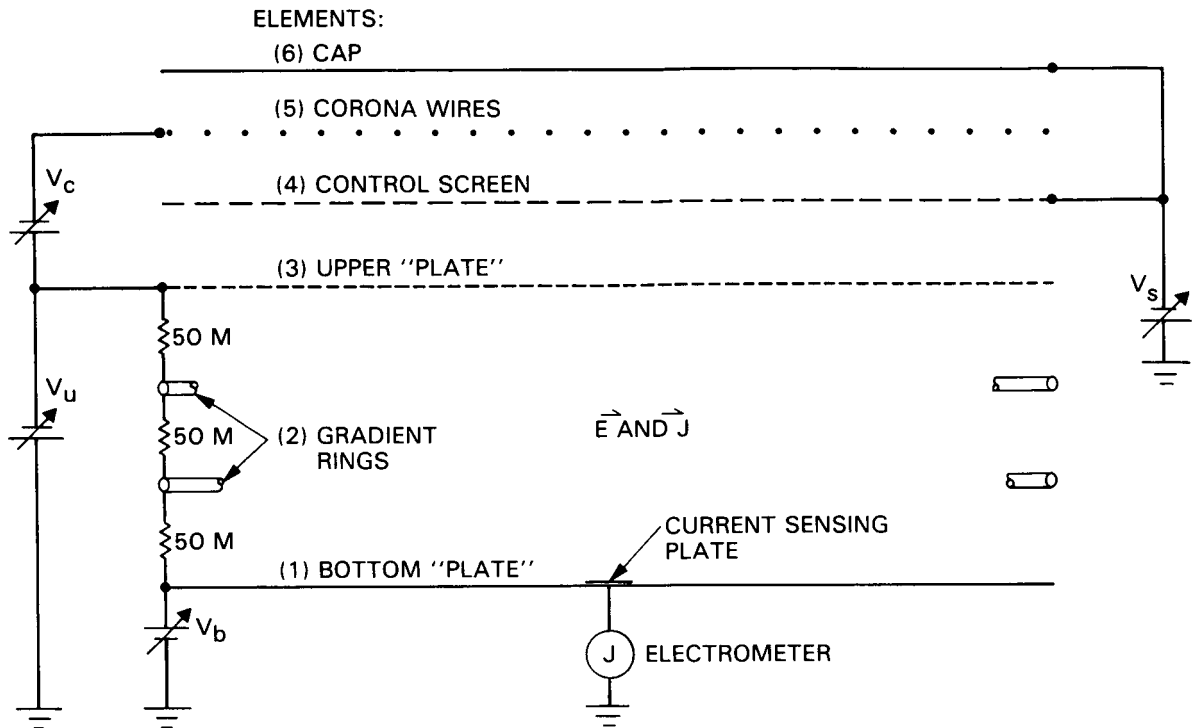 ELEMENTS:
(6) CAP
(5) CORONA WIRES
Vc
(4) CONTROL SCREEN
(3) UPPER "PLATE"
Vs
50 M
Vu
50 M
(2) GRADIENT
RINGS
E AND J
50 M
CURRENT SENSING
PLATE
(1) BOTTOM "PLATE"
Vb
J
ELECTROMETER